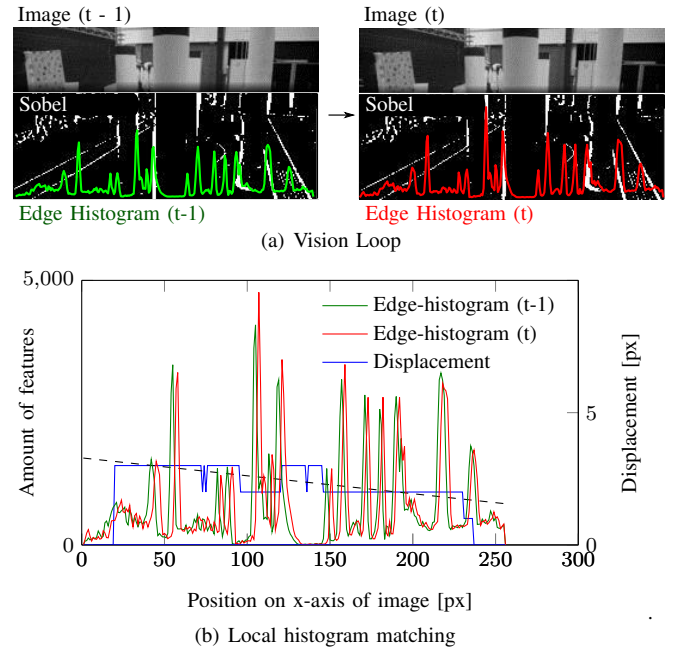 Image (t - 1)
Image (t)
Sobel
Sobel
Edge Histogram (t-1)
Edge Histogram (t)
(a) Vision Loop
5,000
Edge-histogram (t-1)
Edge-histogram (t)
Displacement
Amount of features
5
Displacement [px]
0
0
0 50 100 150 200 250 300
Position on x-axis of image [px]
.
(b) Local histogram matching